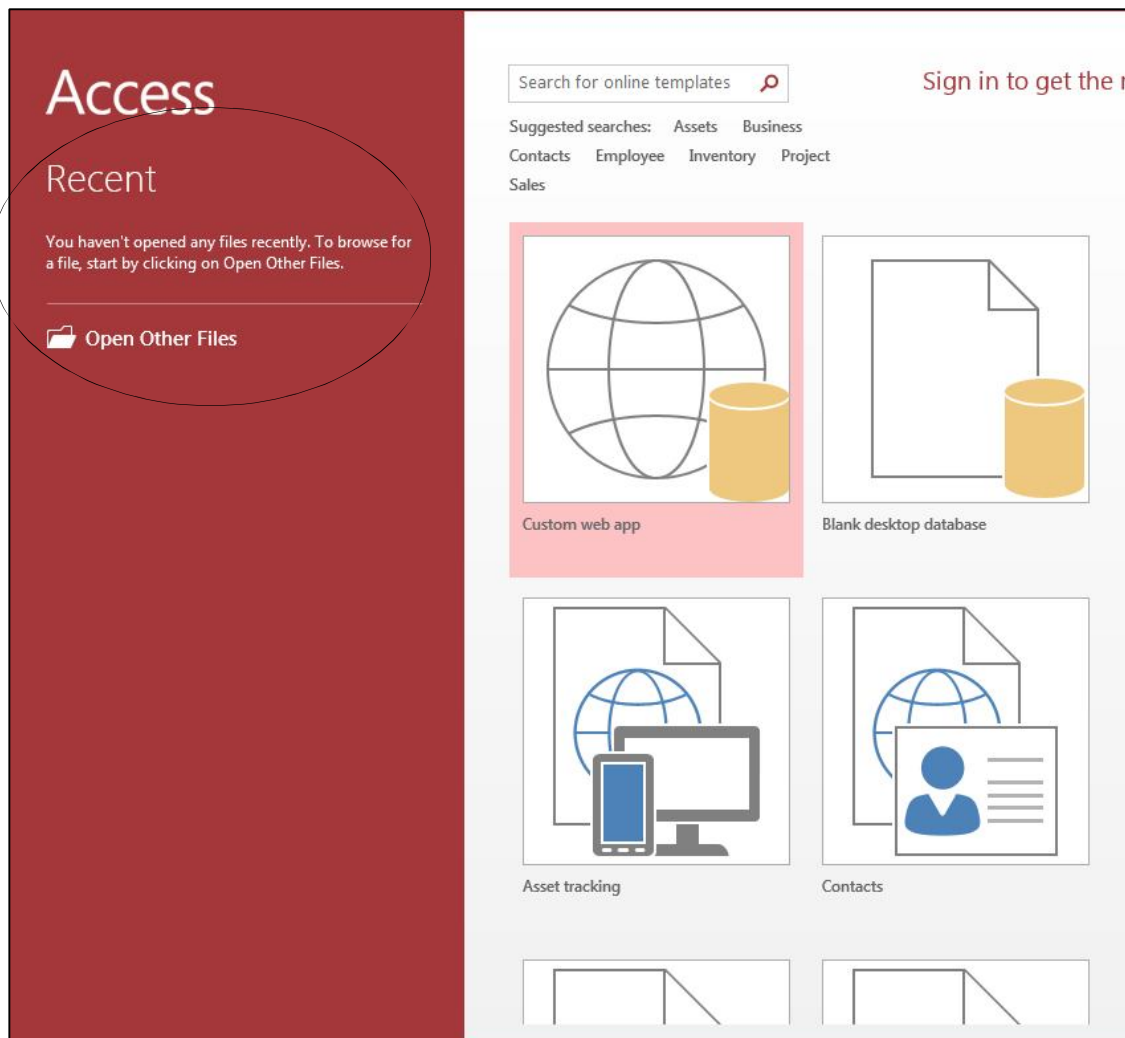 Access
Recent
You haven't opened any files recently. To browse for
a file, start by clicking on Open Other Files.
Open Other Files
Search for online templates
Sign in to get the
Suggested searches: Assets Business
Contacts Employee Inventory Project
Sales
Custom web app
Blank desktop database
Asset tracking
Contacts